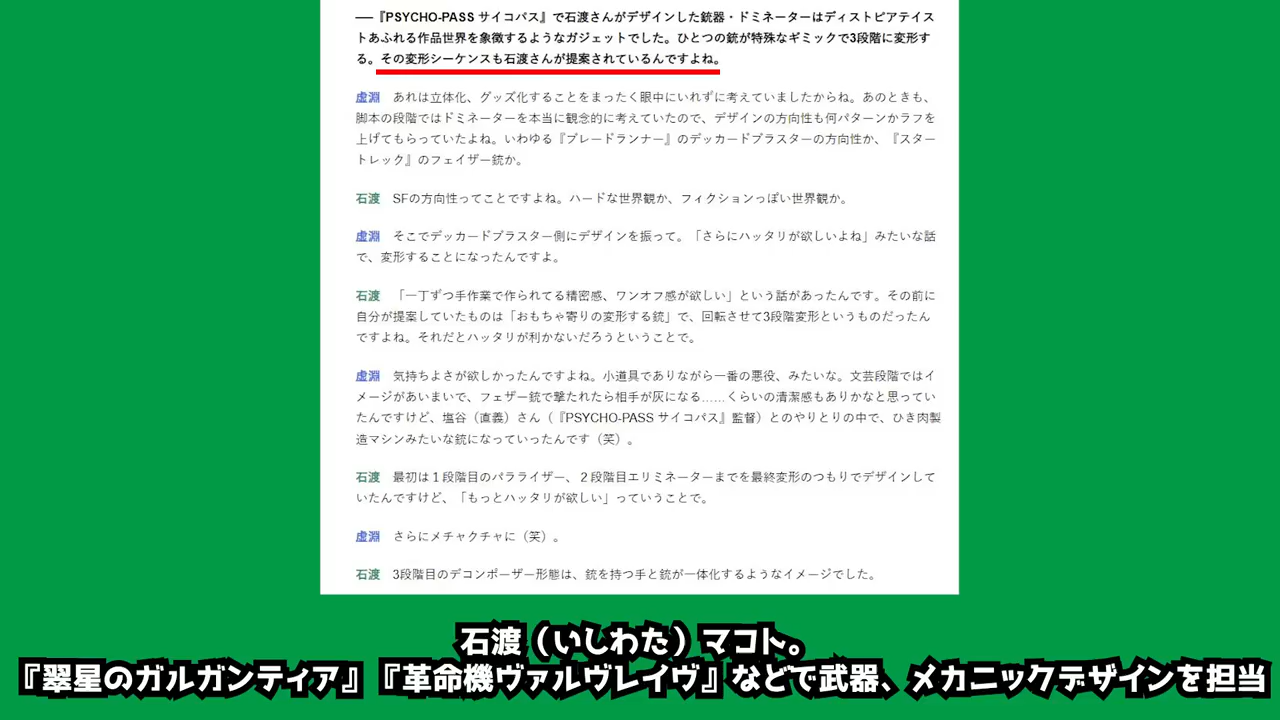 ──『PSYCHO-PASS サイコパス』で石渡さんがデザインした銃器・ドミネーターはディストピアテイス
トあふれる作品世界を象徴するようなガジェットでした。ひとつの銃が特殊なギミックで3段階に変形す
る。その変形シーケンスも石渡さんが提案されているんですよね。
虚淵　あれは立体化、グッズ化することをまったく眼中にいれずに考えていましたからね。あのときも、
脚本の段階ではドミネーターを本当に観念的に考えていたので、デザインの方向性も何パターンかラフを
上げてもらっていたよね。いわゆる『ブレードランナー』のデッカードブラスターの方向性か、『スター
トレック』のフェイザー銃か。
石渡　SFの方向性ってことですよね。ハードな世界観か、フィクションっぽい世界観か。
虚淵　そこでデッカードブラスター側にデザインを振って。「さらにハッタリが欲しいよね」みたいな話
で、変形することになったんですよ。
石渡　「一丁ずつ手作業で作られてる精密感、ワンオフ感が欲しい」という話があったんです。その前に
自分が提案していたものは「おもちゃ寄りの変形する銃」で、回転させて3段階変形というものだったん
ですよね。それだとハッタリが利かないだろうということで。
虚淵　気持ちよさが欲しかったんですよね。小道具でありながら一番の悪役、みたいな。文芸段階ではイ
メージがあいまいで、フェザー銃で撃たれたら相手が灰になる……くらいの清潔感もありかなと思ってい
たんですけど、塩谷（直義）さん（『PSYCHO-PASS サイコパス』監督）とのやりとりの中で、ひき肉製
造マシンみたいな銃になっていったんです（笑）。
石渡　最初は１段階目のパラライザー、２段階目エリミネーターまでを最終変形のつもりでデザインして
いたんですけど、「もっとハッタリが欲しい」っていうことで。
虚淵　さらにメチャクチャに（笑）。
石渡　3段階目のデコンポーザー形態は、銃を持つ手と銃が一体化するようなイメージでした。
石渡（いしわた）マコト。
『翠星のガルガンティア』『革命機ヴァルヴレイヴ』などで武器、メカニックデザインを担当